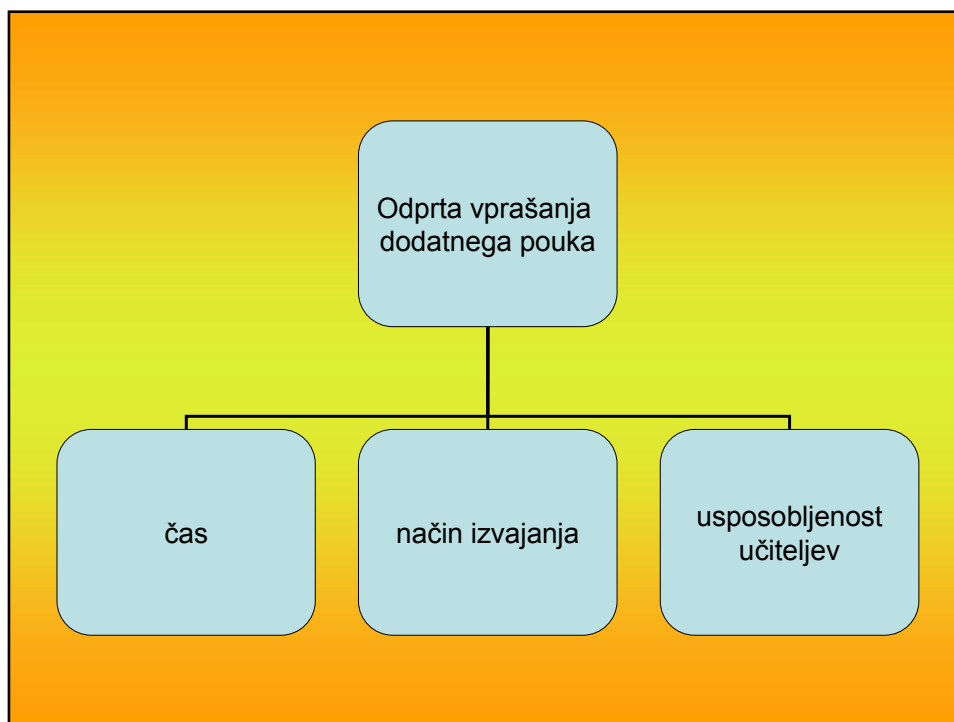 Odprta vprašanja
dodatnega pouka
čas
način izvajanja
usposobljenost
učiteljev